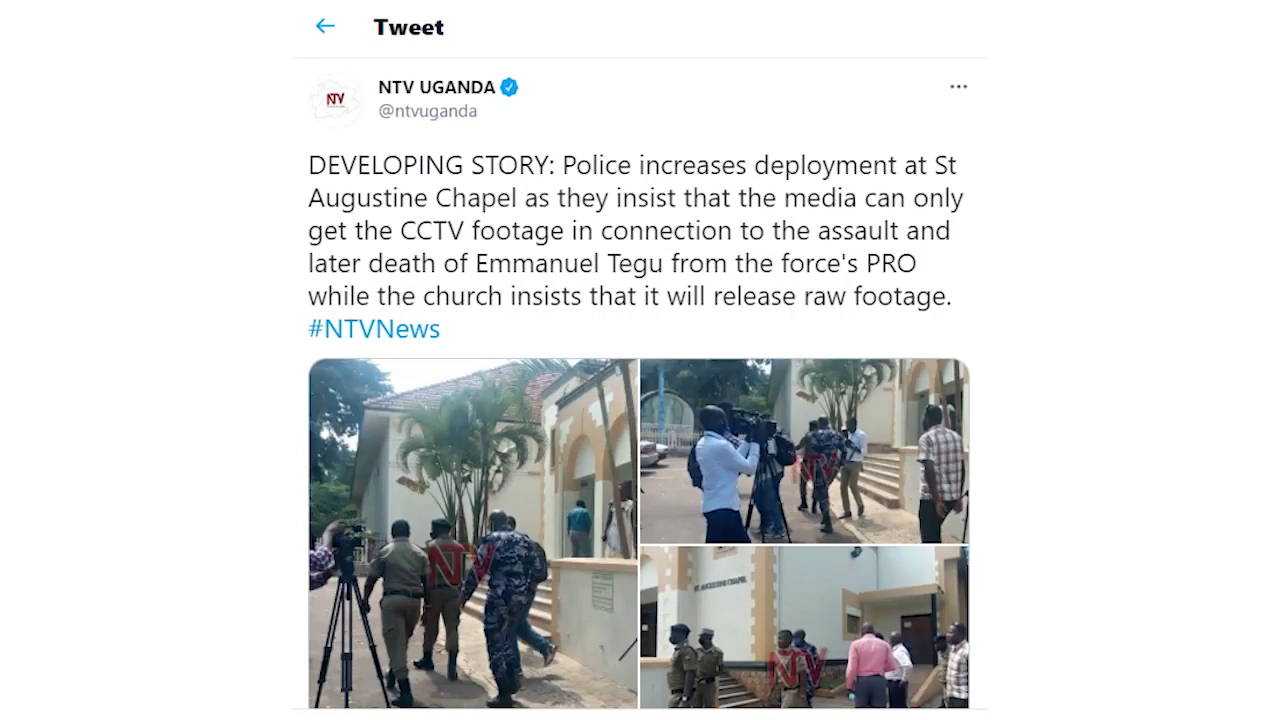 Tweet
NTV
NTV UGANDA
@ntvuganda
DEVELOPING STORY: Police increases deployment at St
Augustine Chapel as they insist that the media can only
get the CCTV footage in connection to the assault and
later death of Emmanuel Tegu from the force's PRO
while the church insists that it will release raw footage.
#NTVNews
NTV
NTV
ST. AUGUSTINE CHAPEL
NTV